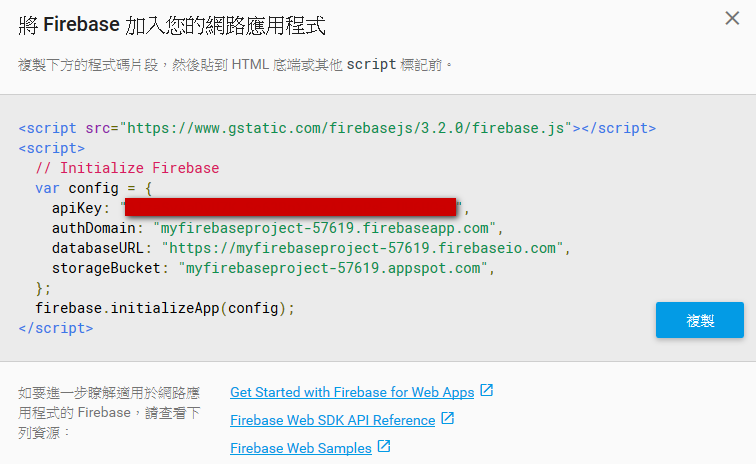 將 Firebase 加入您的網路應用程式
複製下方的程式碼片段，然後貼到 HTML 底端或其他 script 標記前。
<script src="https://www.gstatic.com/firebasejs/3.2.0/firebase.js"></script>
<script>
  // Initialize Firebase
  var config = {
    apiKey: "",
    authDomain: "myfirebaseproject-57619.firebaseapp.com",
    databaseURL: "https://myfirebaseproject-57619.firebaseio.com",
    storageBucket: "myfirebaseproject-57619.appspot.com",
  };
  firebase.initializeApp(config);
</script>
複製
如要進一步瞭解適用於網路應
用程式的 Firebase，請查看下
列資源：
Get Started with Firebase for Web Apps
Firebase Web SDK API Reference
Firebase Web Samples